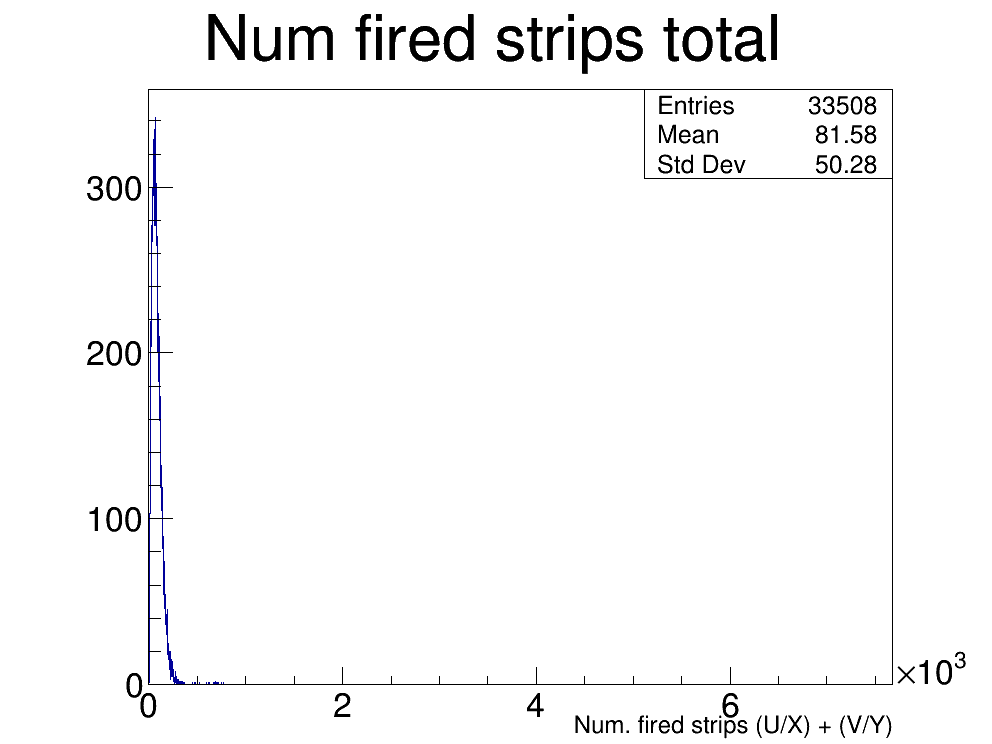 Num fired strips total
Entries 33508
Mean 81.58
Std Dev 50.28
300
200
100
0
0 2 4 6
×10³
Num. fired strips (U/X) + (V/Y)